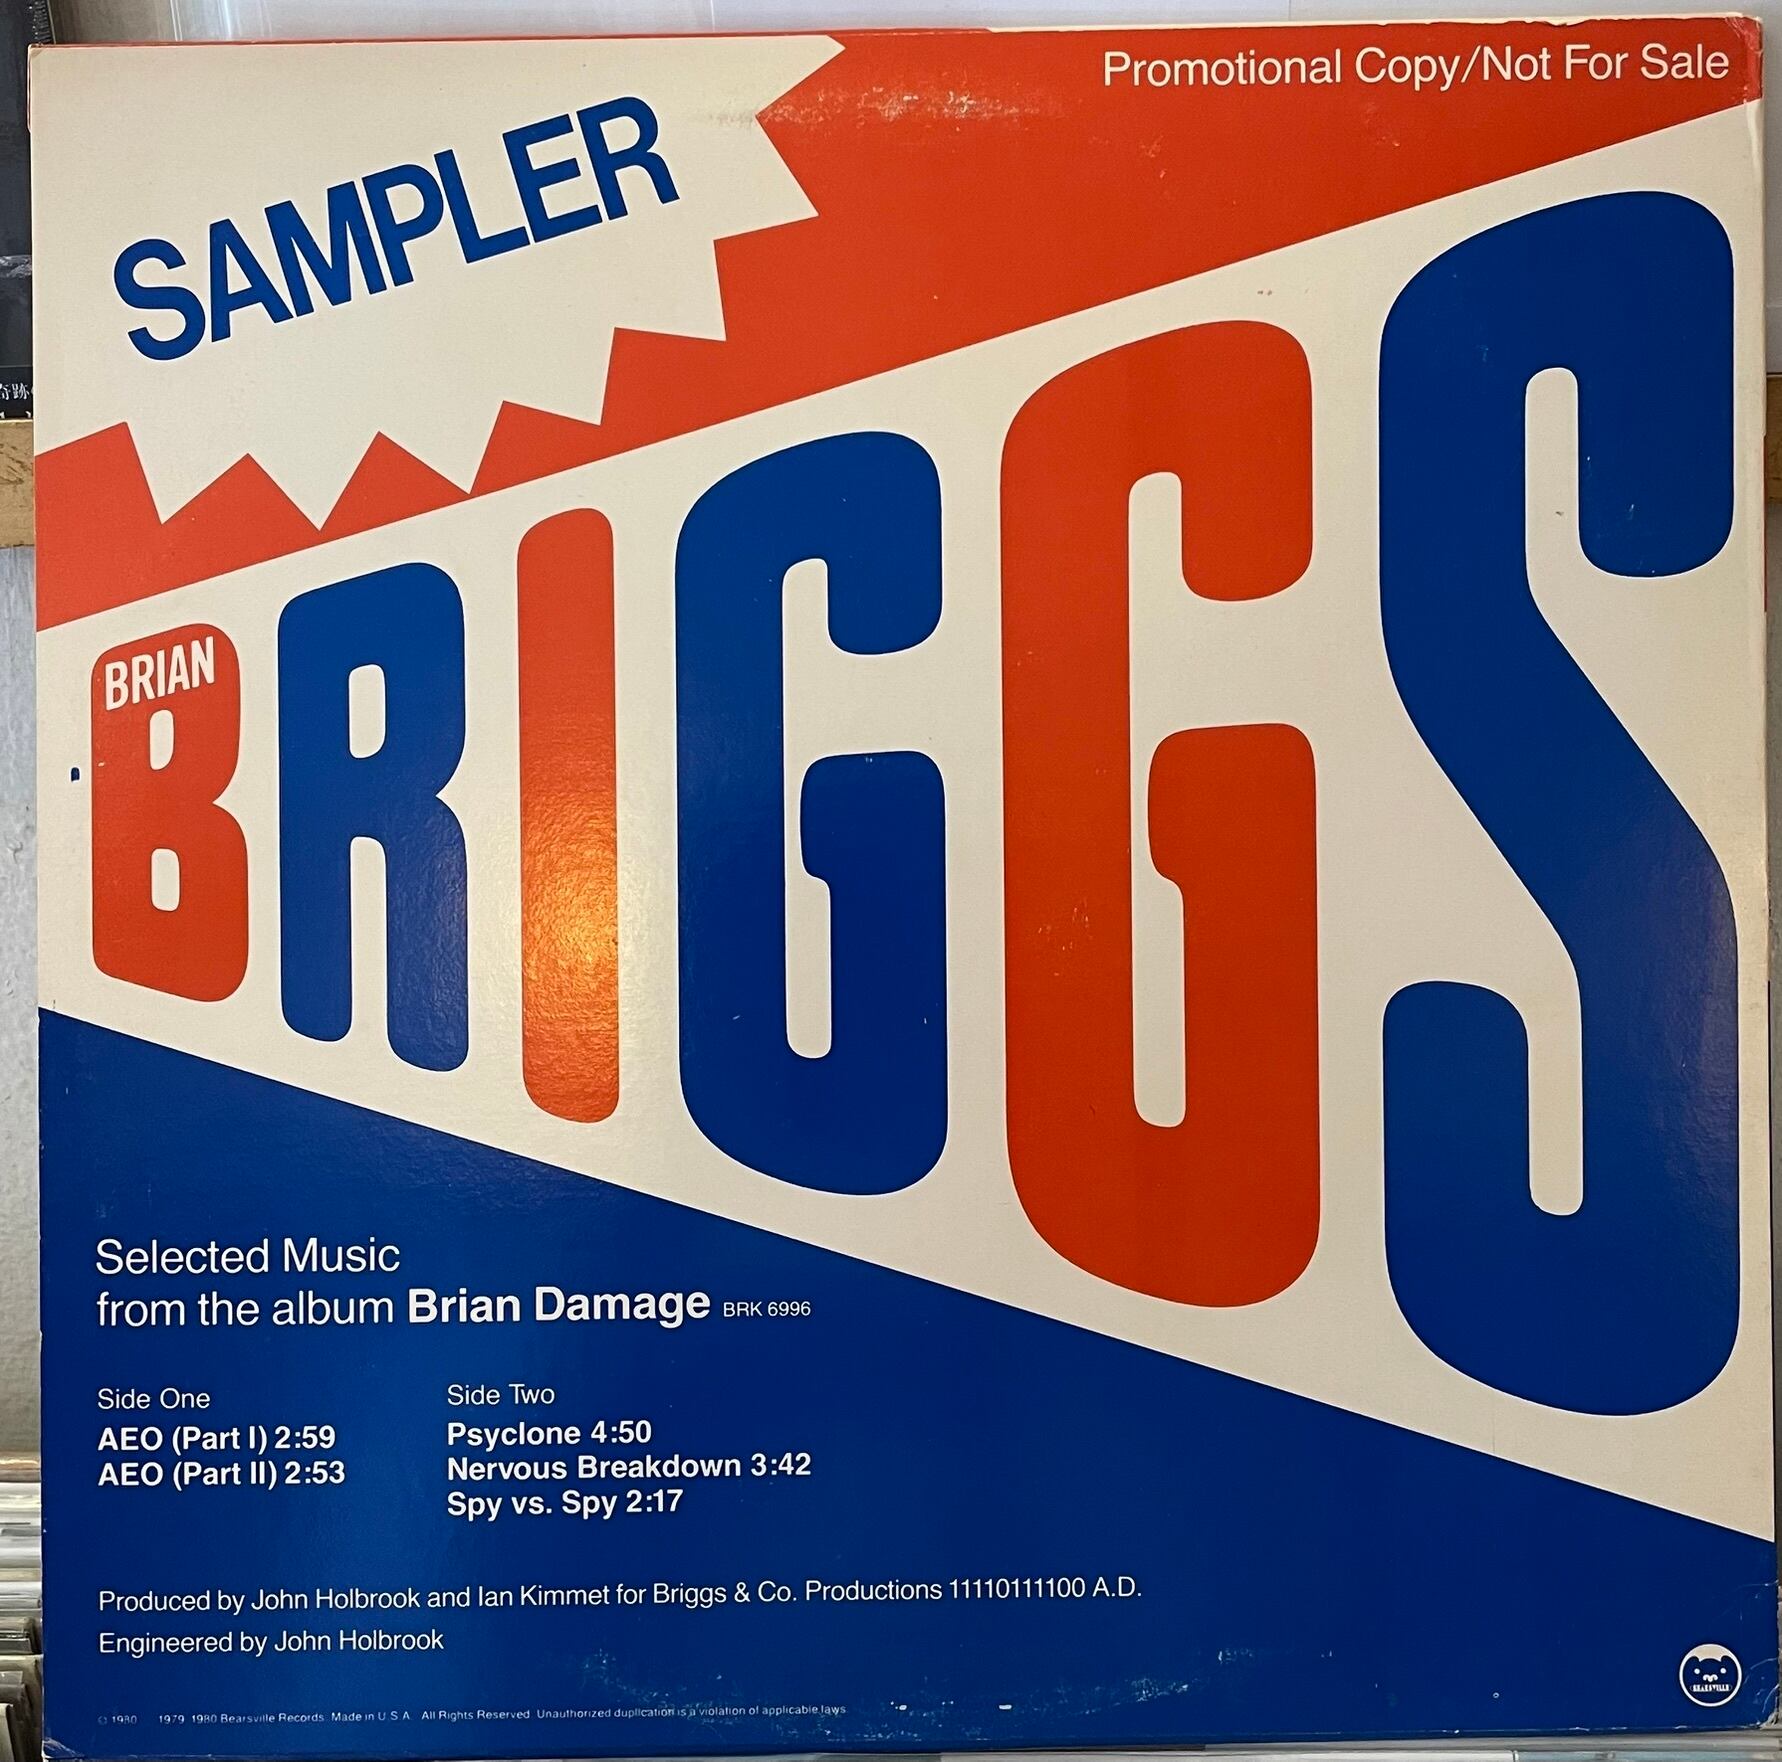 Promotional Copy/Not For Sale
SAMPLER
BRIAN
BRIGGS
Selected Music
from the album Brian Damage BRK 6996
Side One
AEO (Part I) 2:59
AEO (Part II) 2:53
Side Two
Psyclone 4:50
Nervous Breakdown 3:42
Spy vs. Spy 2:17
Produced by John Holbrook and Ian Kimmet for Briggs & Co. Productions 11110111100 A.D.
Engineered by John Holbrook
© 1980 1979 1980 Bearsville Records Made in U.S.A. All Rights Reserved Unauthorized duplication is a violation of applicable laws
BEARSVILLE